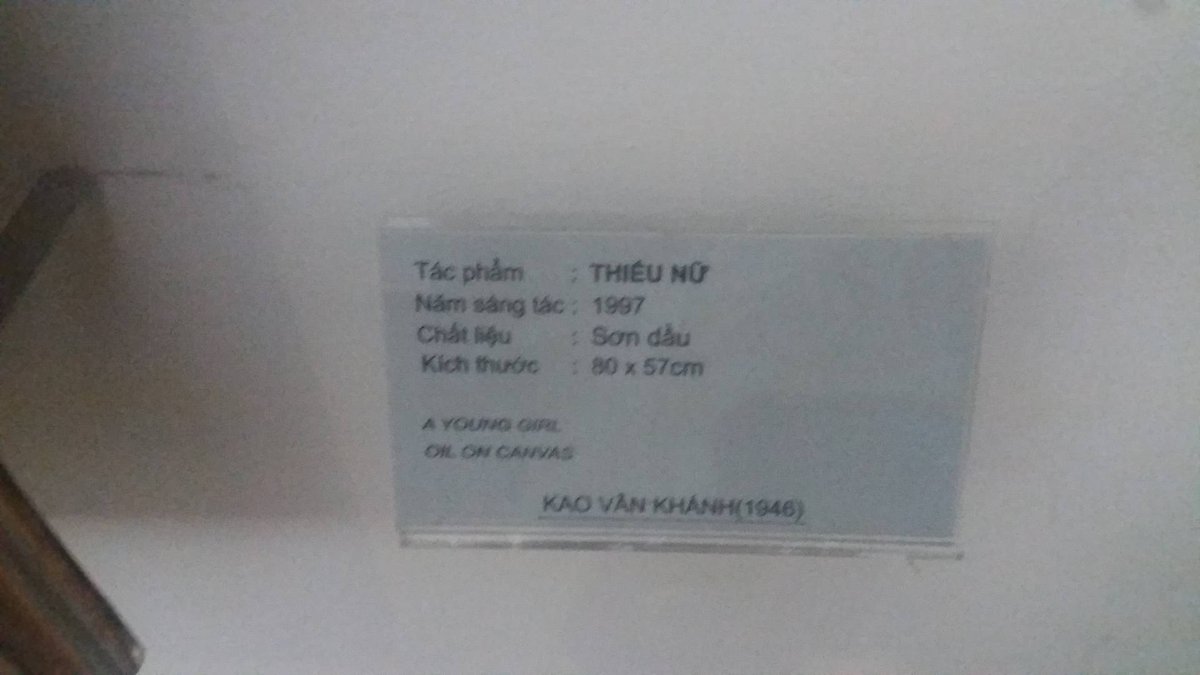 Tác phẩm : THIẾU NỮ
Năm sáng tác : 1997
Chất liệu : Sơn dầu
Kích thước : 80 x 57cm
A YOUNG GIRL
OIL ON CANVAS
KAO VĂN KHÁNH(1946)